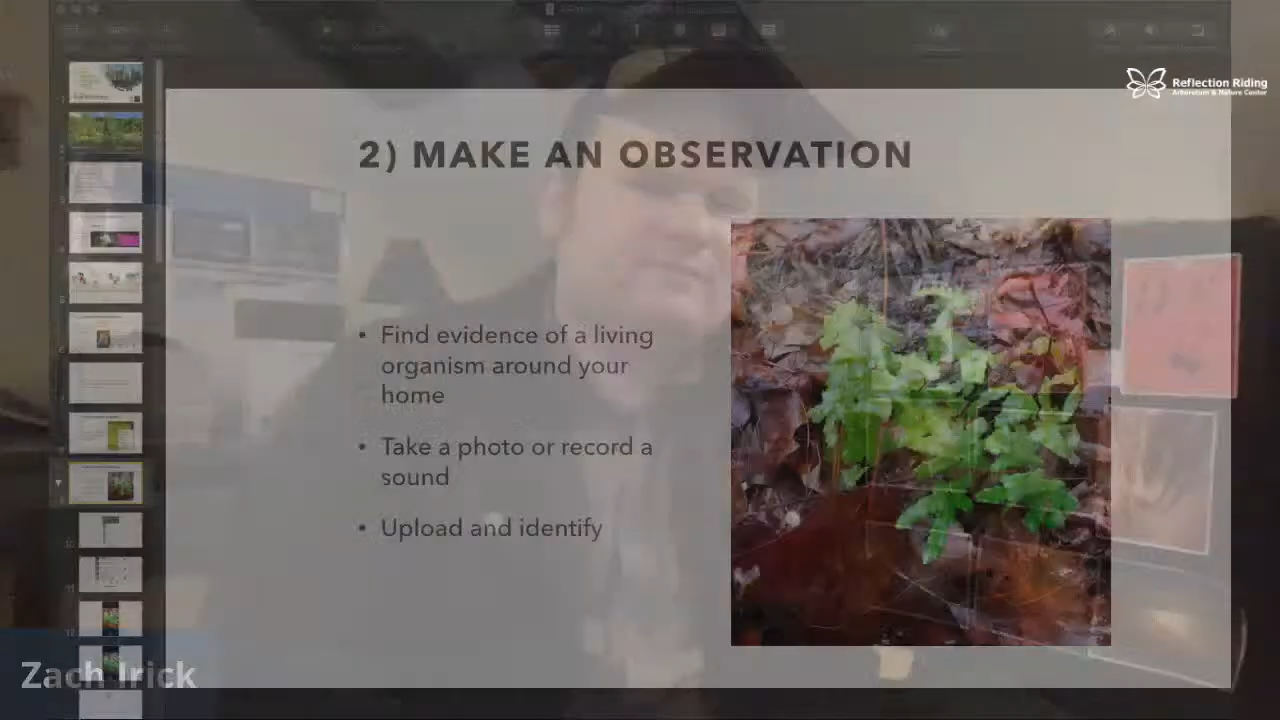 Reflection Riding
Arboretum & Nature Center
2) MAKE AN OBSERVATION
• Find evidence of a living
organism around your
home
• Take a photo or record a
sound
• Upload and identify
Zach Irick